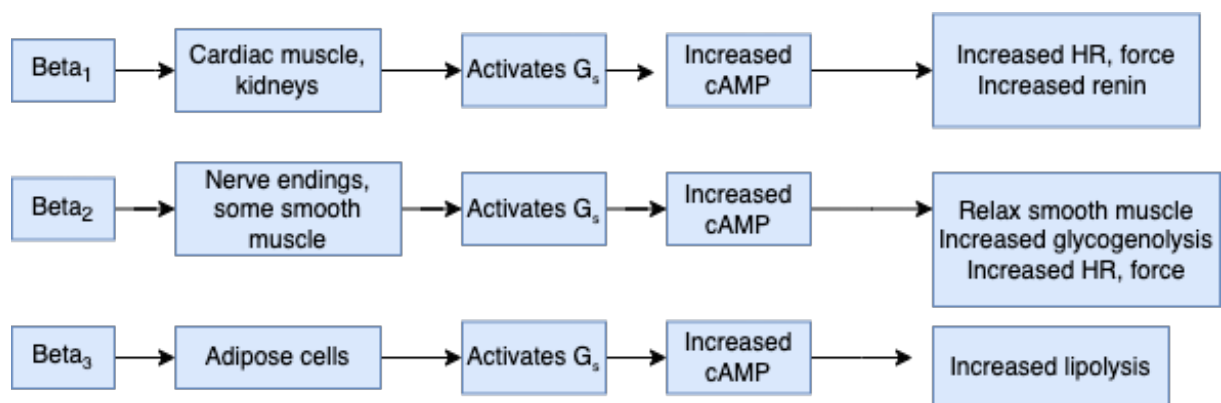 Beta₁
Cardiac muscle,
kidneys
Activates Gₛ
Increased
cAMP
Increased HR, force
Increased renin
Beta₂
Nerve endings,
some smooth
muscle
Activates Gₛ
Increased
cAMP
Relax smooth muscle
Increased glycogenolysis
Increased HR, force
Beta₃
Adipose cells
Activates Gₛ
Increased
cAMP
Increased lipolysis